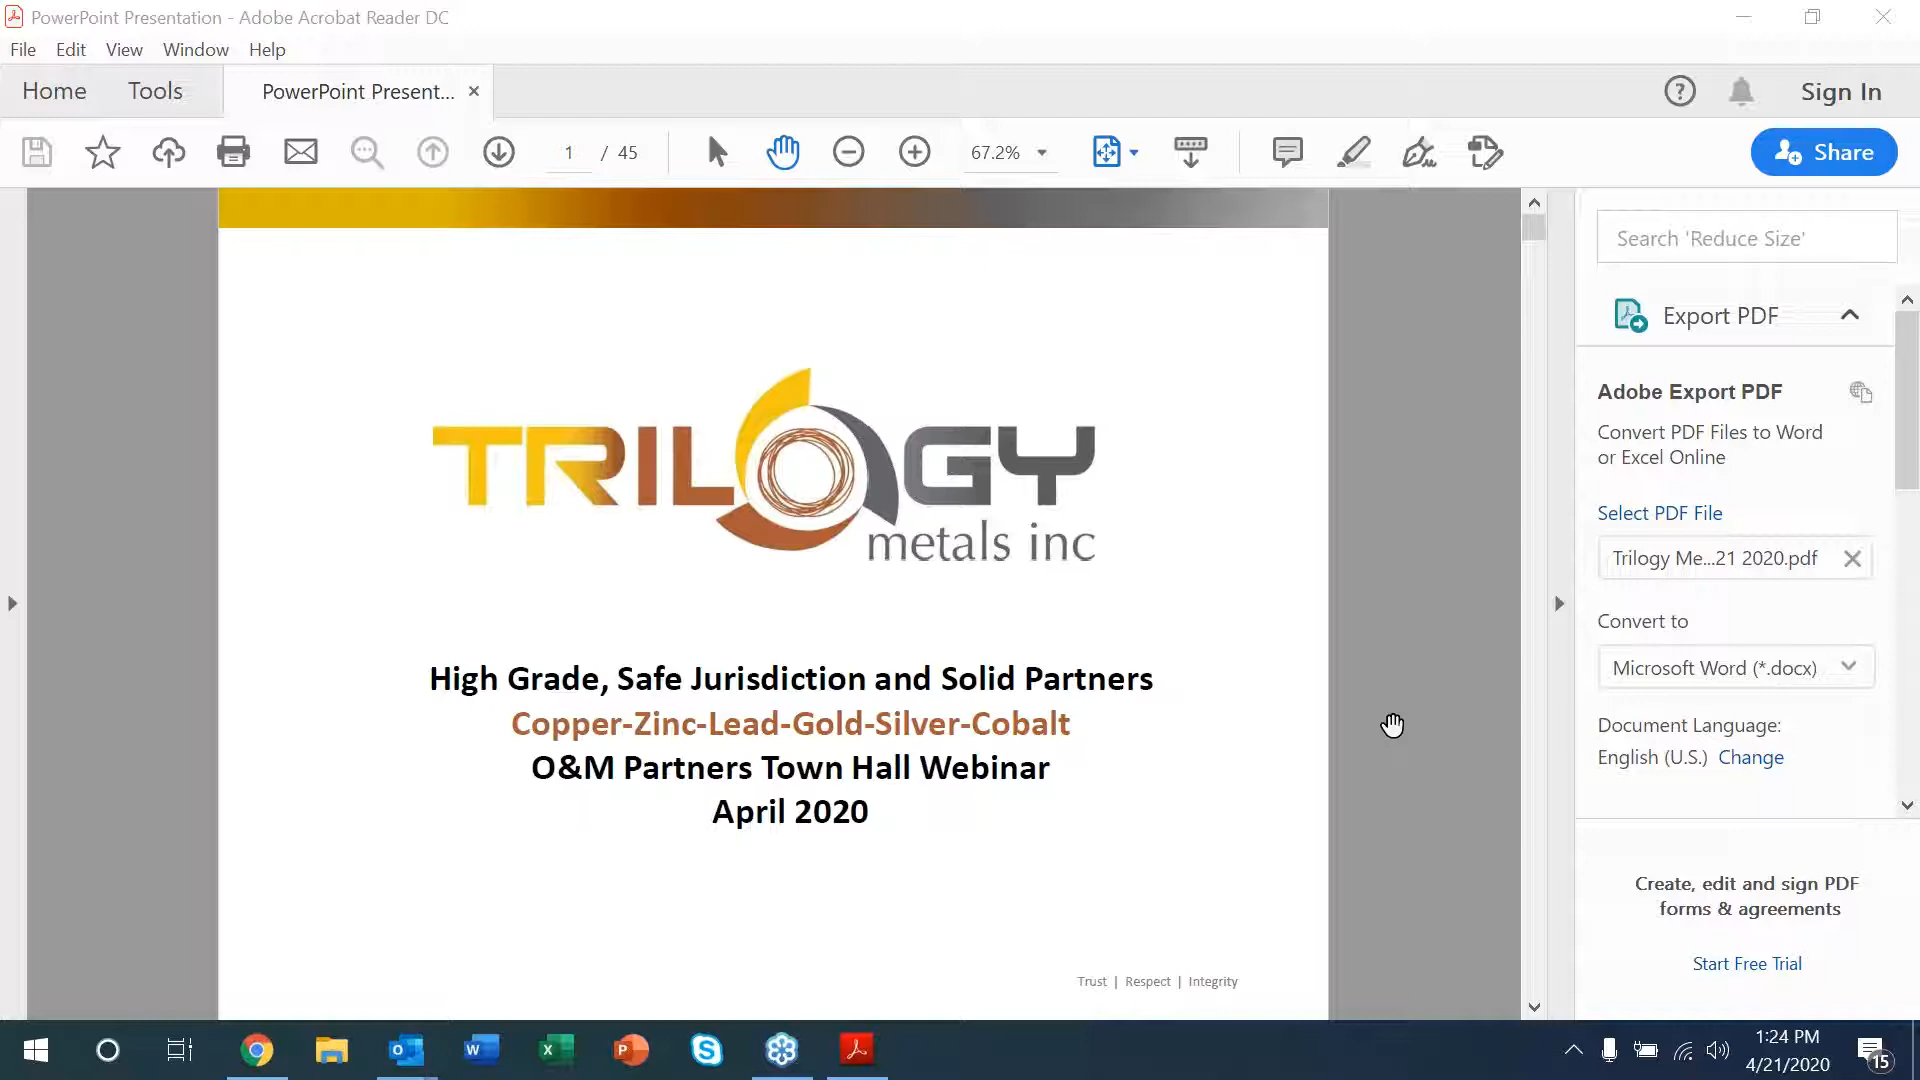 PowerPoint Presentation - Adobe Acrobat Reader DC
File Edit View Window Help
Home Tools PowerPoint Present... × Sign In
1 / 45 67.2% Share
Search 'Reduce Size'
Export PDF
Adobe Export PDF
Convert PDF Files to Word
or Excel Online
Select PDF File
Trilogy Me...21 2020.pdf
Convert to
Microsoft Word (*.docx)
Document Language:
English (U.S.) Change
Create, edit and sign PDF
forms & agreements
Start Free Trial
TRILOGY
metals inc
High Grade, Safe Jurisdiction and Solid Partners
Copper-Zinc-Lead-Gold-Silver-Cobalt
O&M Partners Town Hall Webinar
April 2020
Trust | Respect | Integrity
1:24 PM
4/21/2020
15